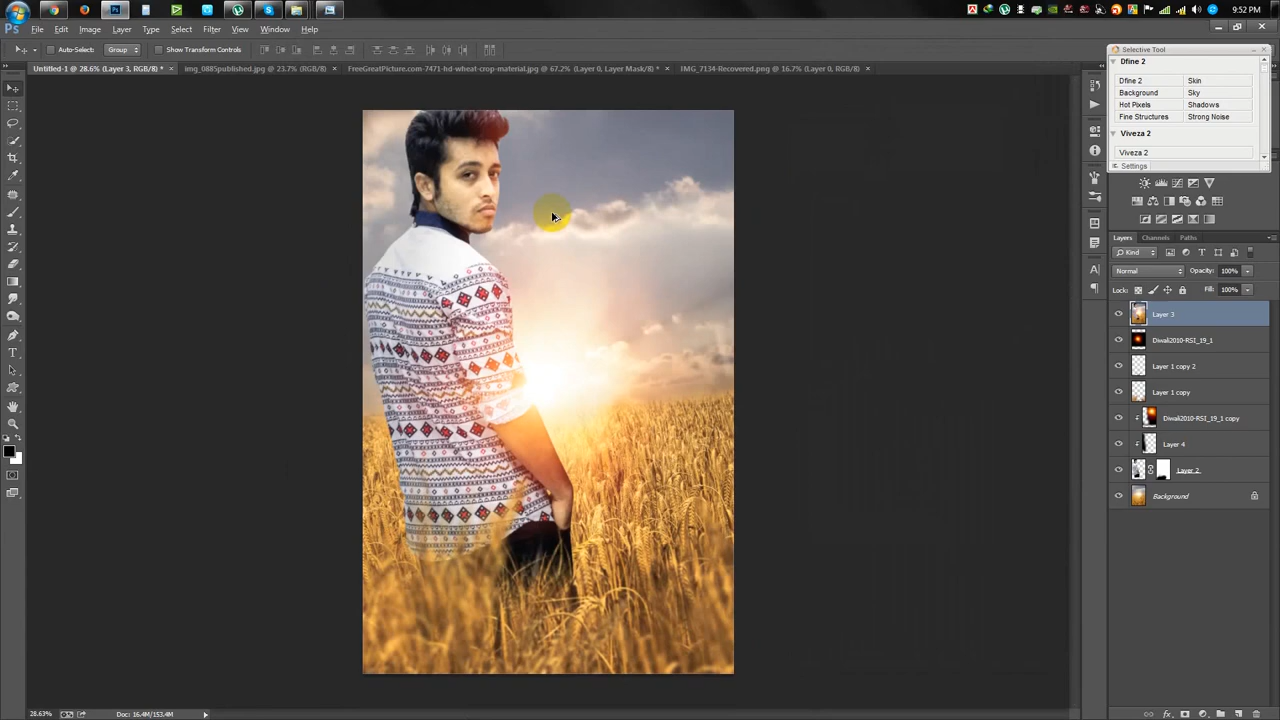 9:52 PM
PS File Edit Image Layer Type Select Filter View Window Help
Auto-Select: Group Show Transform Controls
Untitled-1 @ 28.6% (Layer 3, RGB/8) * × img_0885published.jpg @ 23.7% (RGB/8) × FreeGreatPicture.com-7471-hd-wheat-crop-material.jpg @ 67.2% (Layer 0, Layer Mask/8) * × IMG_7134-Recovered.png @ 16.7% (Layer 0, RGB/8) ×
Selective Tool
Dfine 2
Dfine 2 Skin
Background Sky
Hot Pixels Shadows
Fine Structures Strong Noise
Viveza 2
Viveza 2
Settings
Layers Channels Paths
Kind
Normal Opacity: 100%
Lock: Fill: 100%
Layer 3
Diwali2010-RSI_19_1
Layer 1 copy 2
Layer 1 copy
Diwali2010-RSI_19_1 copy
Layer 4
Layer 2
Background
28.63% Doc: 16.4M/153.4M